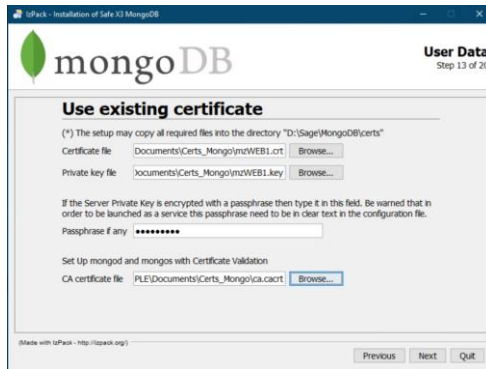 IzPack - Installation of Safe X3 MongoDB
mongoDB
User Data
Step 13 of 20
Use existing certificate
(*) The setup may copy all required files into the directory "D:\Sage\MongoDB\certs"
Certificate file Documents\Certs_Mongo\mzWEB1.crt Browse...
Private key file Documents\Certs_Mongo\mzWEB1.key Browse...
If the Server Private Key is encrypted with a passphrase then type it in this field. Be warned that in
order to be launched as a service this passphrase need to be in clear text in the configuration file.
Passphrase if any •••••••••
Set Up mongod and mongos with Certificate Validation
CA certificate file PLE\Documents\Certs_Mongo\ca.cacrt Browse...
(Made with IzPack - http://izpack.org/)
Previous Next Quit